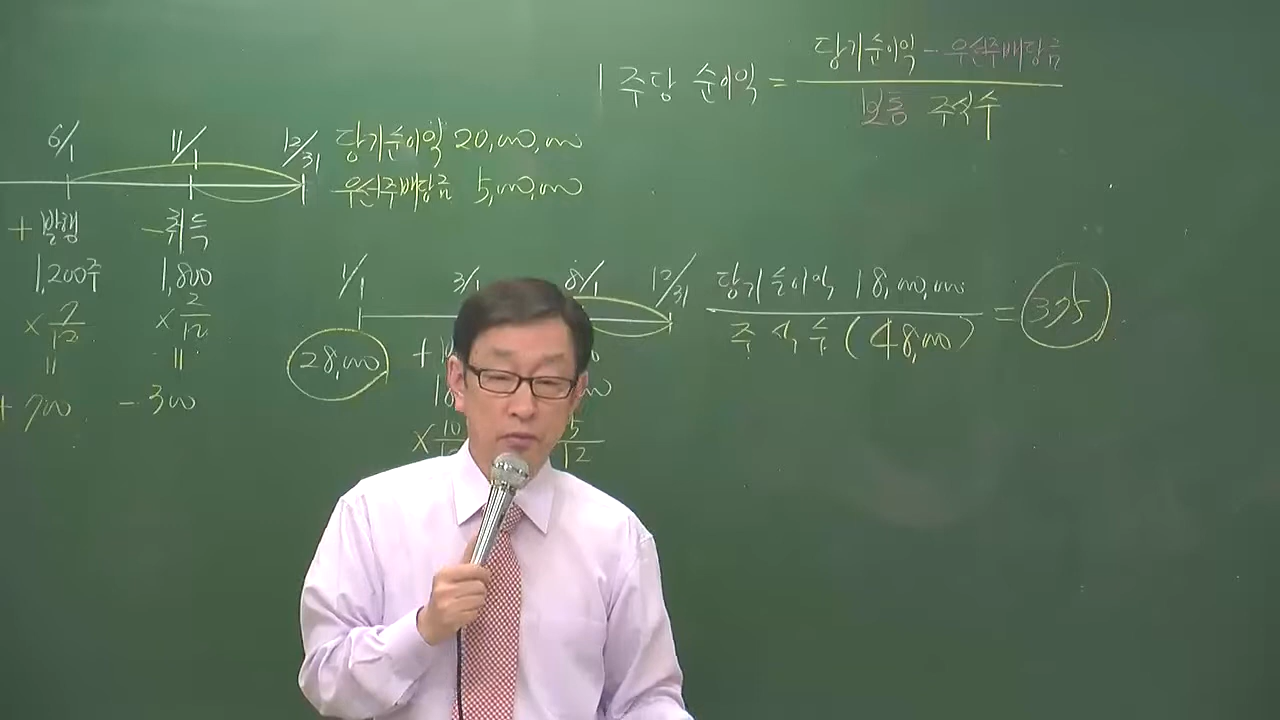 1 주당 순이익 = 당기순이익 - 우선주배당금
보통 주식수
6/1 11/1 12/31
당기순이익 20,000,000
우선주배당금 5,000,000
+ 발행 - 취득
1,200주 1,800
× 7/12 × 2/12
= =
+ 700 - 300
1/1 3/1 8/1 12/31
당기순이익 18,000,000
주식수 (48,000) = 375
28,000
×10
5/12